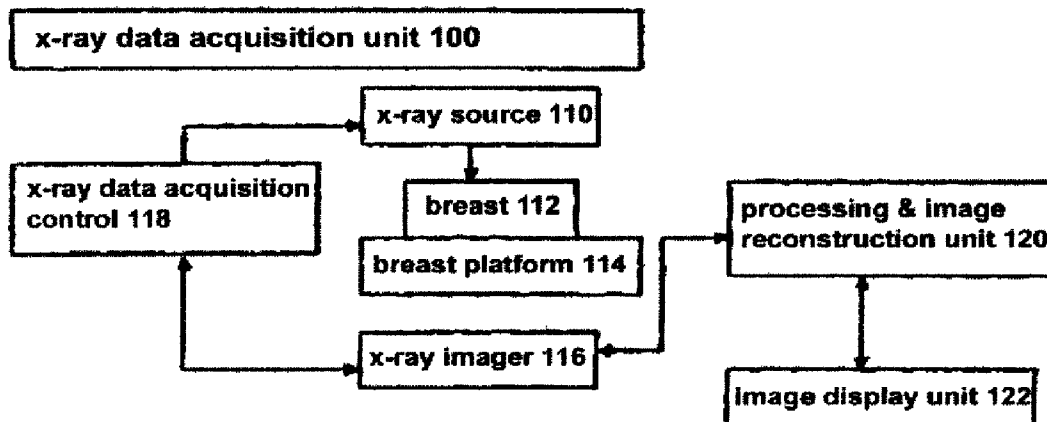 x-ray data acquisition unit 100
x-ray source 110
x-ray data acquisition
control 118
breast 112
breast platform 114
processing & image
reconstruction unit 120
x-ray imager 116
image display unit 122